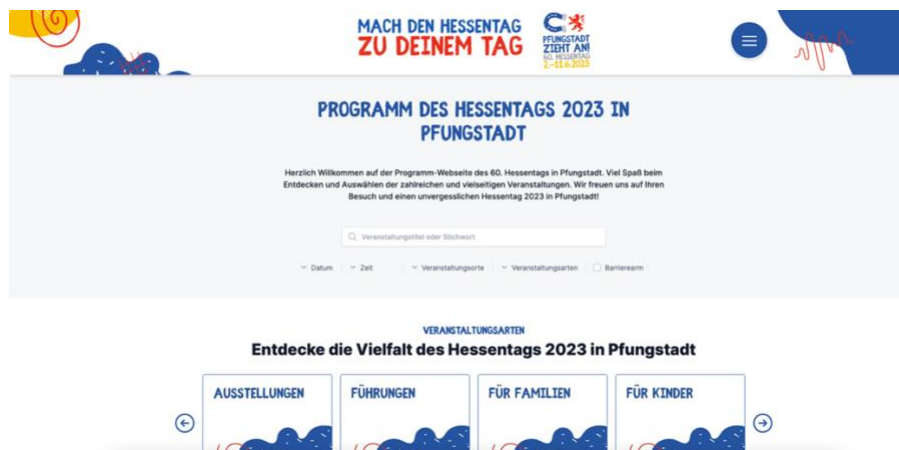 MACH DEN HESSENTAG
ZU DEINEM TAG
PFUNGSTADT
ZIEHT AN!
60. HESSENTAG
2.–11.6.2023
PROGRAMM DES HESSENTAGS 2023 IN
PFUNGSTADT
Herzlich Willkommen auf der Programm-Webseite des 60. Hessentags in Pfungstadt. Viel Spaß beim
Entdecken und Auswählen der zahlreichen und vielseitigen Veranstaltungen. Wir freuen uns auf Ihren
Besuch und einen unvergesslichen Hessentag 2023 in Pfungstadt!
Veranstaltungstitel oder Stichwort
Datum Zeit Veranstaltungsorte Veranstaltungsarten Barrierearm
VERANSTALTUNGSARTEN
Entdecke die Vielfalt des Hessentags 2023 in Pfungstadt
AUSSTELLUNGEN FÜHRUNGEN FÜR FAMILIEN FÜR KINDER